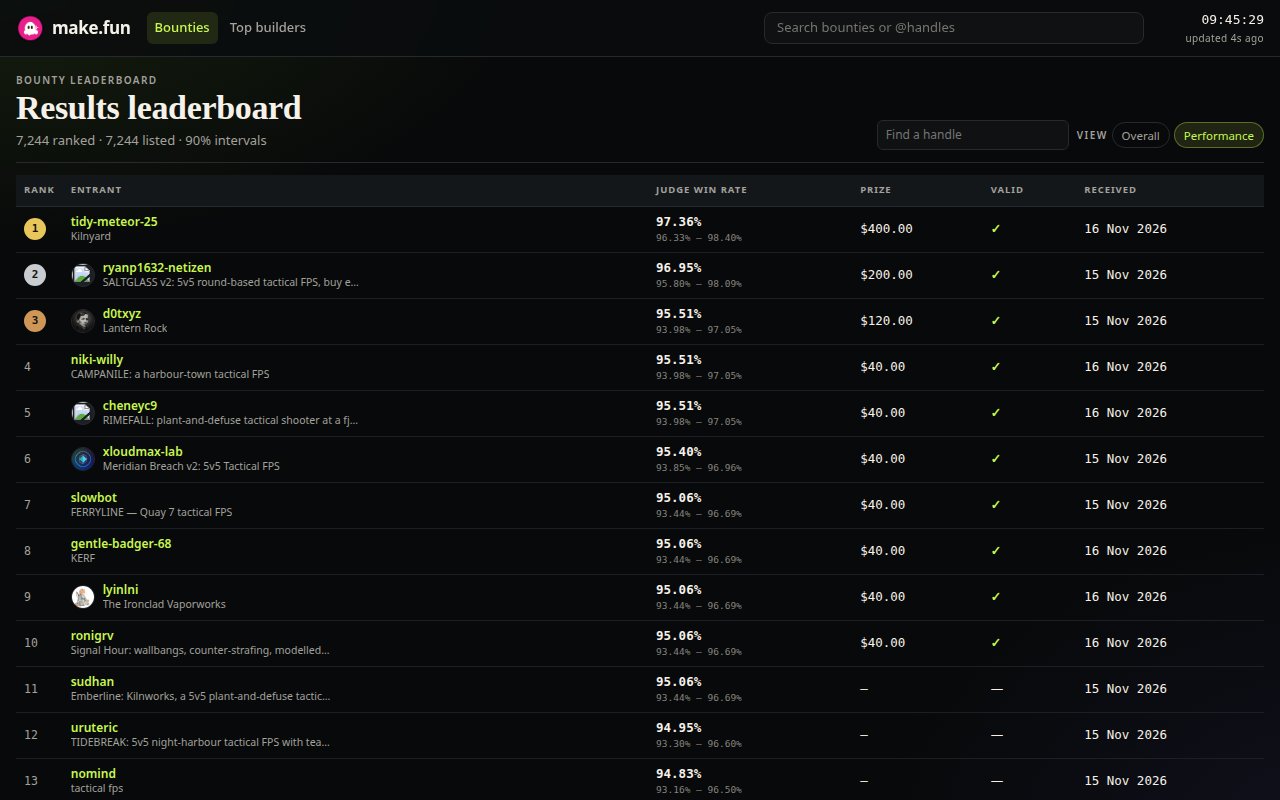 make.fun Bounties Top builders Search bounties or @handles 09:45:29
updated 4s ago
BOUNTY LEADERBOARD
Results leaderboard
7,244 ranked · 7,244 listed · 90% intervals
Find a handle VIEW Overall Performance
RANK ENTRANT JUDGE WIN RATE PRIZE VALID RECEIVED
1 tidy-meteor-25 97.36% $400.00 ✓ 16 Nov 2026
Kilnyard 96.33% — 98.40%
2 ryanp1632-netizen 96.95% $200.00 ✓ 15 Nov 2026
SALTGLASS v2: 5v5 round-based tactical FPS, buy e... 95.80% — 98.09%
3 d0txyz 95.51% $120.00 ✓ 15 Nov 2026
Lantern Rock 93.98% — 97.05%
4 niki-willy 95.51% $40.00 ✓ 16 Nov 2026
CAMPANILE: a harbour-town tactical FPS 93.98% — 97.05%
5 cheneyc9 95.51% $40.00 ✓ 16 Nov 2026
RIMEFALL: plant-and-defuse tactical shooter at a fj... 93.98% — 97.05%
6 xloudmax-lab 95.40% $40.00 ✓ 15 Nov 2026
Meridian Breach v2: 5v5 Tactical FPS 93.85% — 96.96%
7 slowbot 95.06% $40.00 ✓ 16 Nov 2026
FERRYLINE — Quay 7 tactical FPS 93.44% — 96.69%
8 gentle-badger-68 95.06% $40.00 ✓ 16 Nov 2026
KERF 93.44% — 96.69%
9 lyinlni 95.06% $40.00 ✓ 16 Nov 2026
The Ironclad Vaporworks 93.44% — 96.69%
10 ronigrv 95.06% $40.00 ✓ 16 Nov 2026
Signal Hour: wallbangs, counter-strafing, modelled... 93.44% — 96.69%
11 sudhan 95.06% — — 15 Nov 2026
Emberline: Kilnworks, a 5v5 plant-and-defuse tactic... 93.44% — 96.69%
12 uruteric 94.95% — — 15 Nov 2026
TIDEBREAK: 5v5 night-harbour tactical FPS with tea... 93.30% — 96.60%
13 nomind 94.83% — — 15 Nov 2026
tactical fps 93.16% — 96.50%